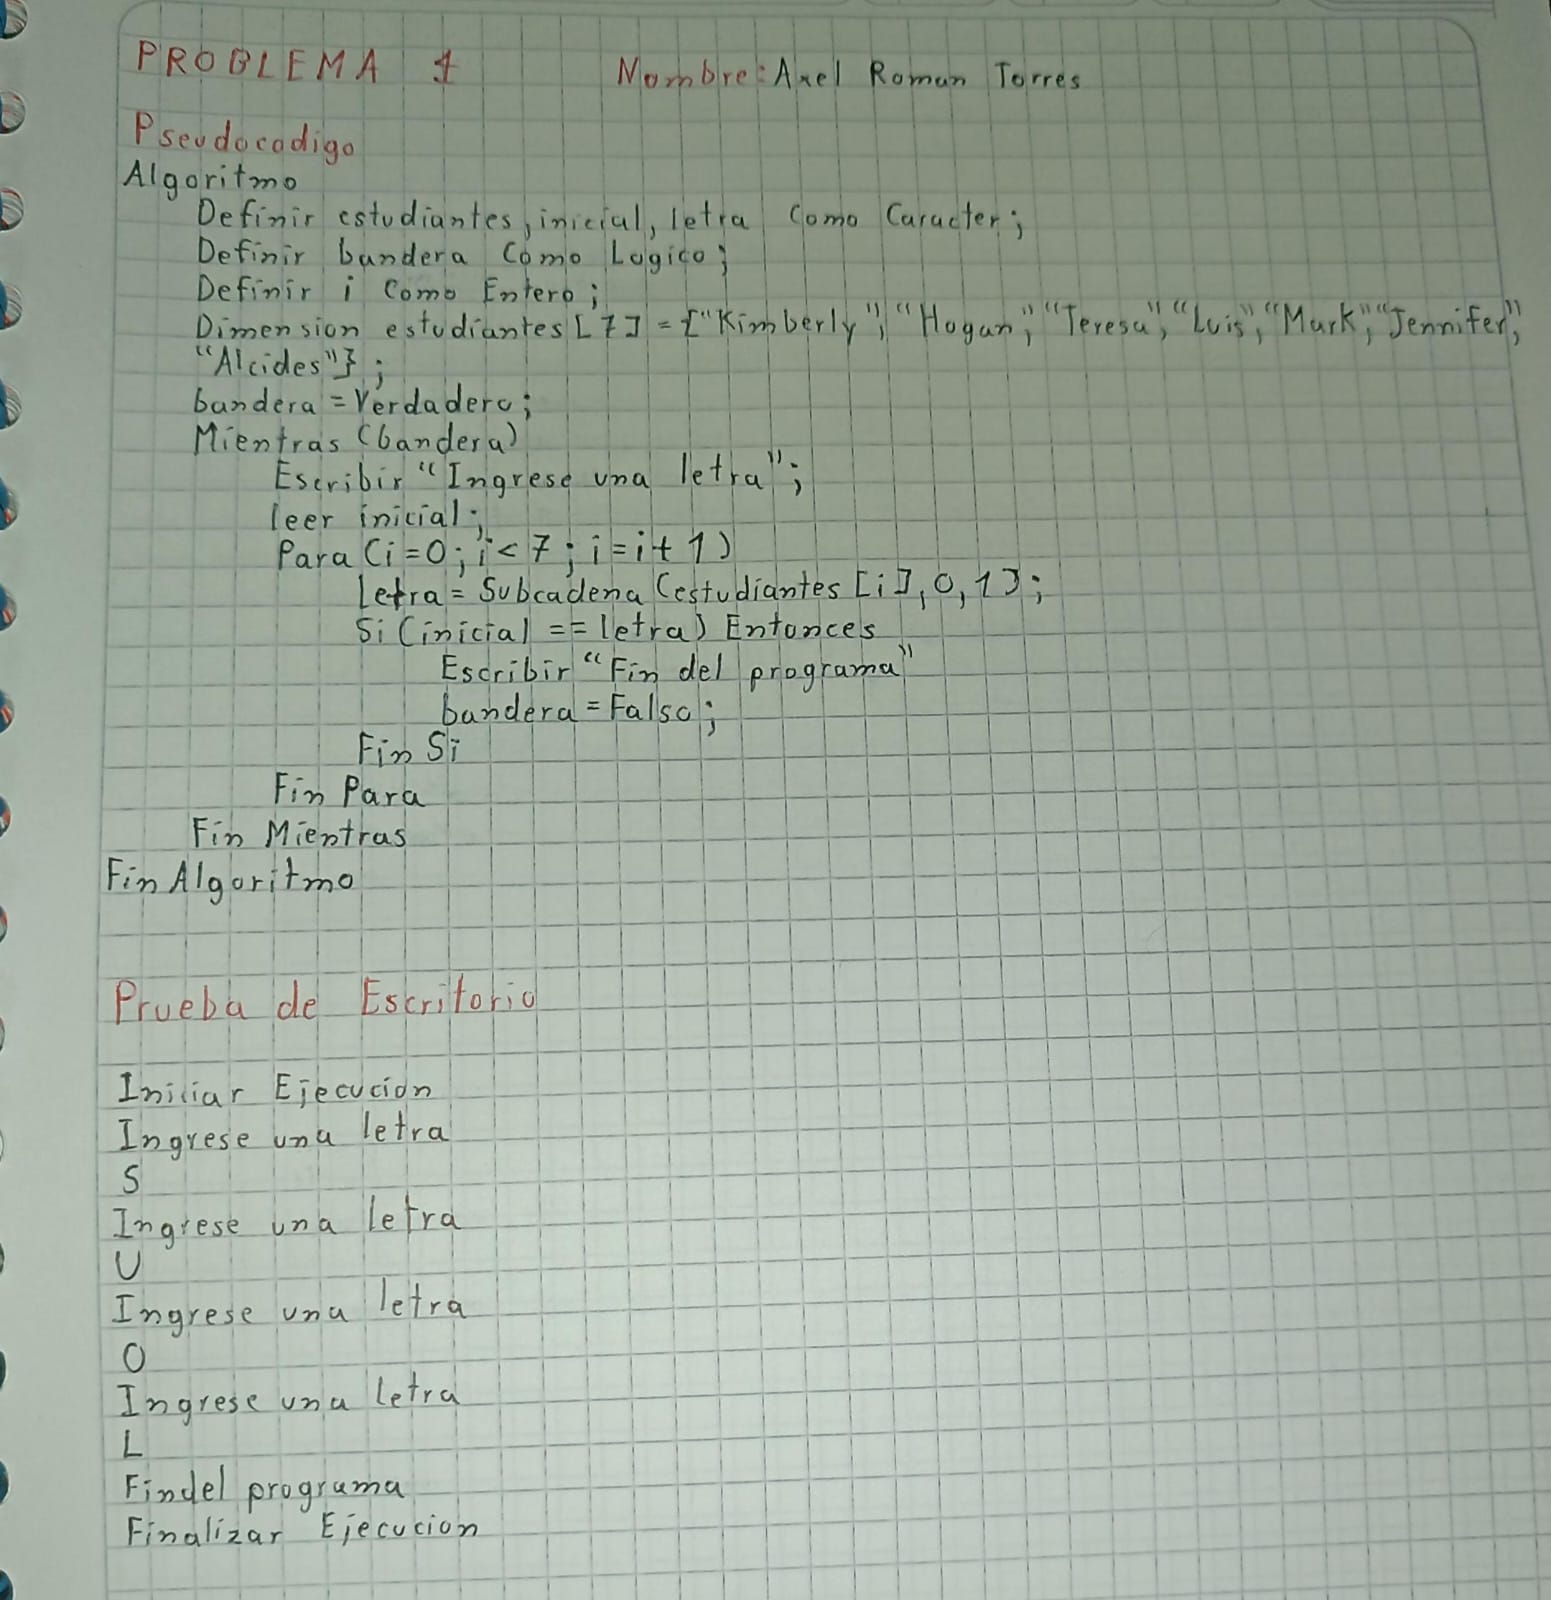 PROBLEMA 1 Nombre: Axel Roman Torres
Pseudocodigo
Algoritmo
Definir estudiantes, inicial, letra Como Caracter;
Definir bandera Como Logico;
Definir i Como Entero;
Dimension estudiantes [7] = {"Kimberly", "Hogan", "Teresa", "Luis", "Mark", "Jennifer",
"Alcides"};
bandera = Verdadero;
Mientras (bandera)
Escribir "Ingrese una letra";
leer inicial;
Para (i=0; i<7; i=i+1)
Letra = Subcadena (estudiantes [i], 0, 1);
Si (inicial == letra) Entonces
Escribir "Fin del programa"
bandera = Falso;
Fin Si
Fin Para
Fin Mientras
Fin Algoritmo
Prueba de Escritorio
Iniciar Ejecucion
Ingrese una letra
S
Ingrese una letra
U
Ingrese una letra
O
Ingrese una letra
L
Fin del programa
Finalizar Ejecucion